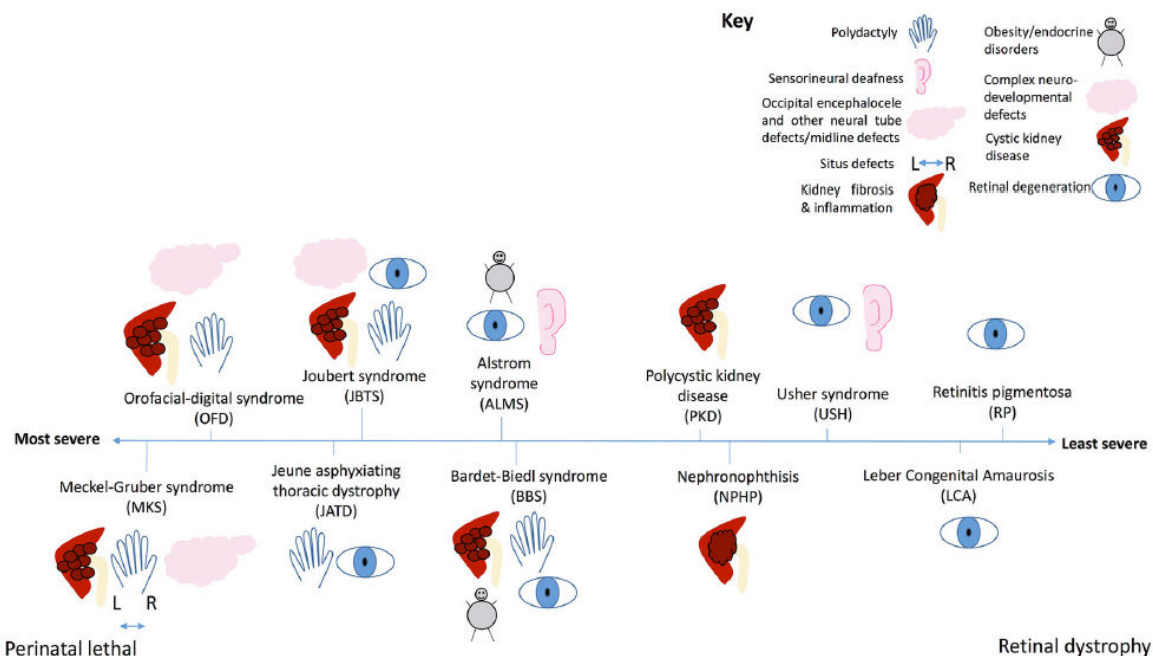 Key
Polydactyly
Obesity/endocrine
disorders
Sensorineural deafness
Complex neuro-
developmental
defects
Occipital encephalocele
and other neural tube
defects/midline defects
Cystic kidney
disease
Situs defects
L R
Kidney fibrosis
& inflammation
Retinal degeneration
Orofacial-digital syndrome
(OFD)
Joubert syndrome
(JBTS)
Alstrom
syndrome
(ALMS)
Polycystic kidney
disease
(PKD)
Usher syndrome
(USH)
Retinitis pigmentosa
(RP)
Most severe
Least severe
Meckel-Gruber syndrome
(MKS)
Jeune asphyxiating
thoracic dystrophy
(JATD)
Bardet-Biedl syndrome
(BBS)
Nephronophthisis
(NPHP)
Leber Congenital Amaurosis
(LCA)
L R
Perinatal lethal
Retinal dystrophy